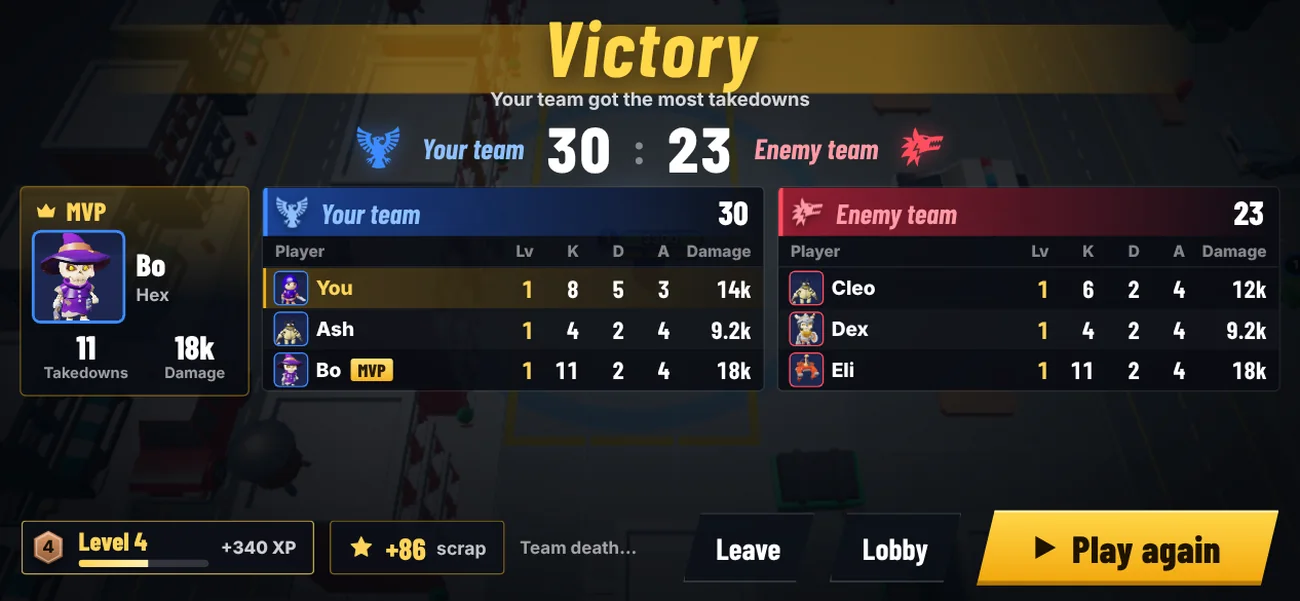 Victory
Your team got the most takedowns
Your team 30 : 23 Enemy team
MVP
Bo
Hex
11 18k
Takedowns Damage
Your team 30
Player Lv K D A Damage
You 1 8 5 3 14k
Ash 1 4 2 4 9.2k
Bo MVP 1 11 2 4 18k
Enemy team 23
Player Lv K D A Damage
Cleo 1 6 2 4 12k
Dex 1 4 2 4 9.2k
Eli 1 11 2 4 18k
4 Level 4 +340 XP
+86 scrap
Team death...
Leave
Lobby
Play again